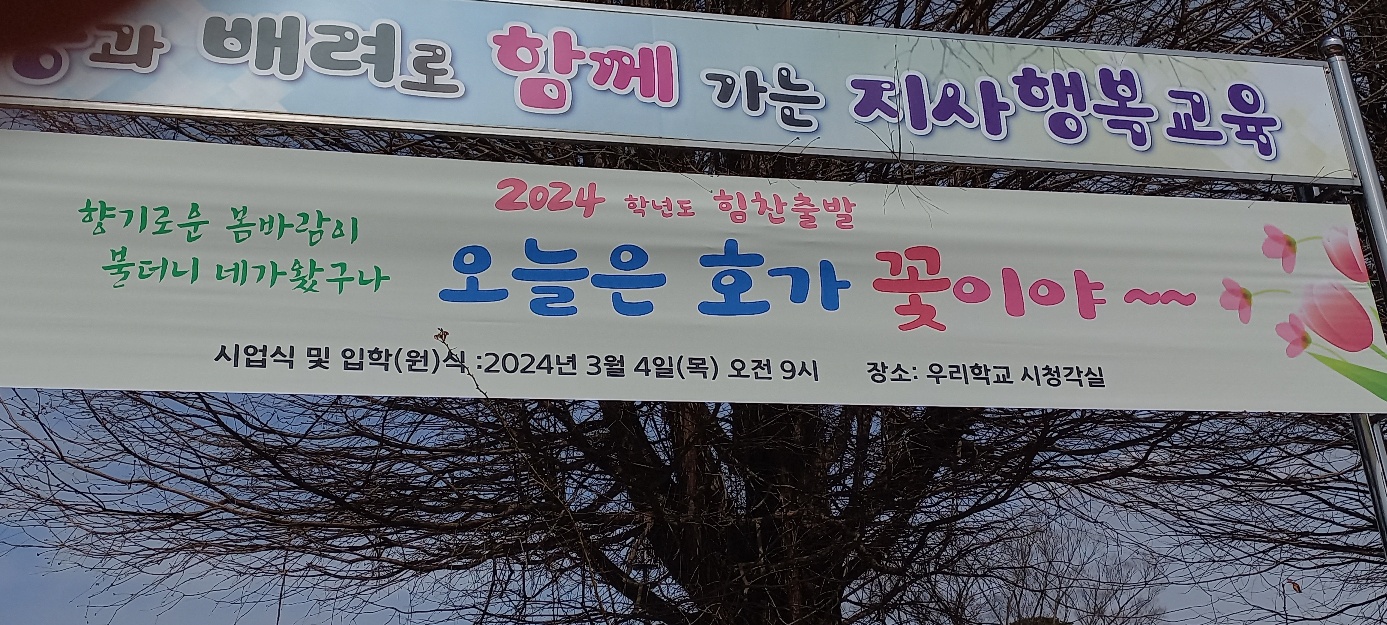 과 배려로 함께 가는 지사행복교육
2024 학년도 힘찬출발
향기로운 봄바람이
불더니 네가 왔구나
오늘은 호가 꽃이야 ~~
시업식 및 입학(원)식 :2024년 3월 4일(목) 오전 9시 장소: 우리학교 시청각실